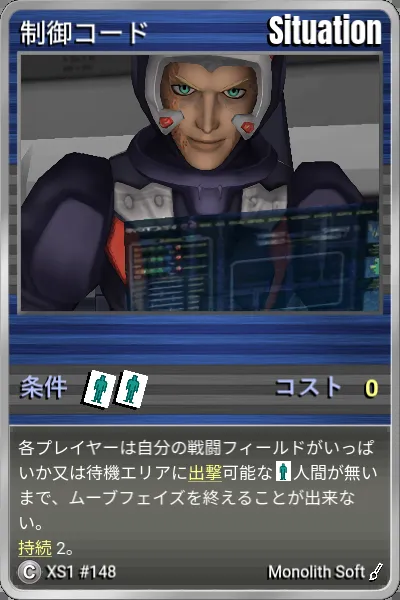 制御コード Situation
条件 コスト 0
各プレイヤーは自分の戦闘フィールドがいっぱ
いか又は待機エリアに出撃可能な人間が無い
まで、ムーブフェイズを終えることが出来な
い。
持続 2。
C XS1 #148 Monolith Soft